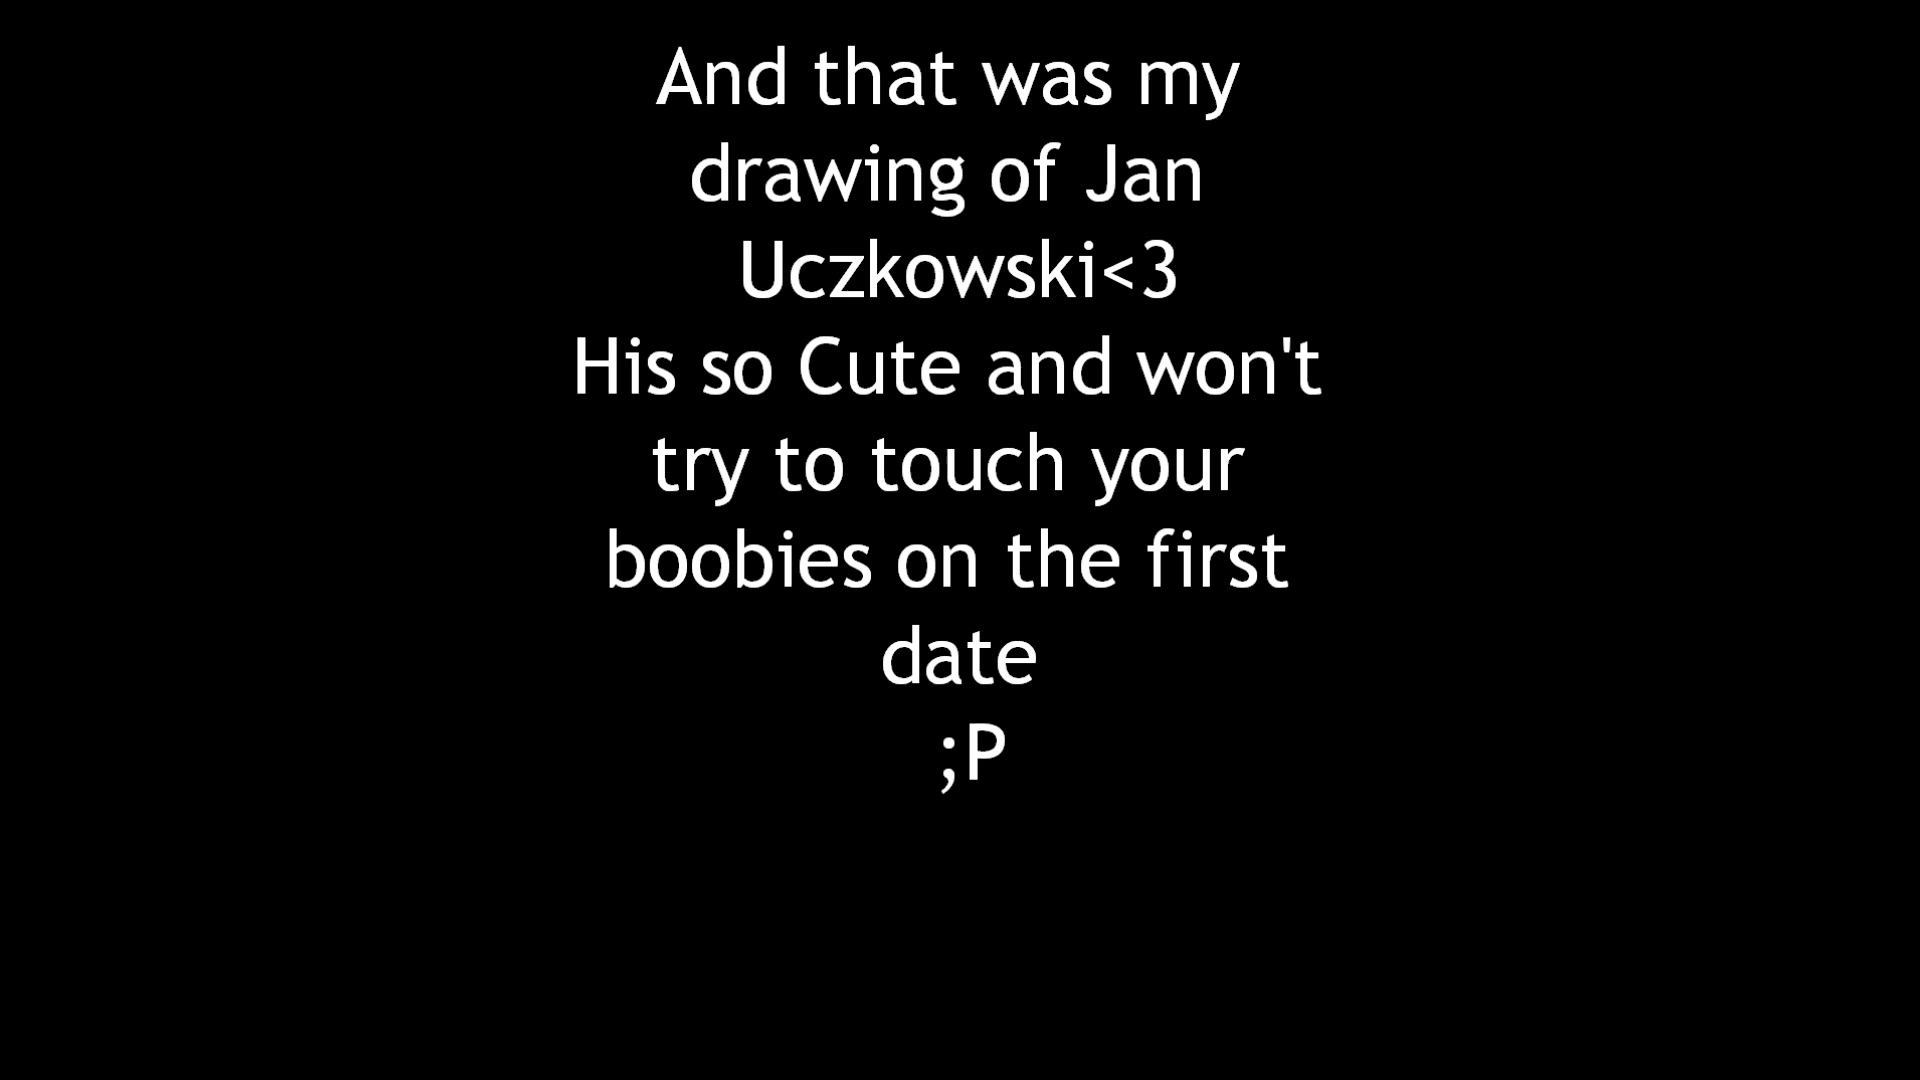 And that was my
drawing of Jan
Uczkowski<3
His so Cute and won't
try to touch your
boobies on the first
date
;P